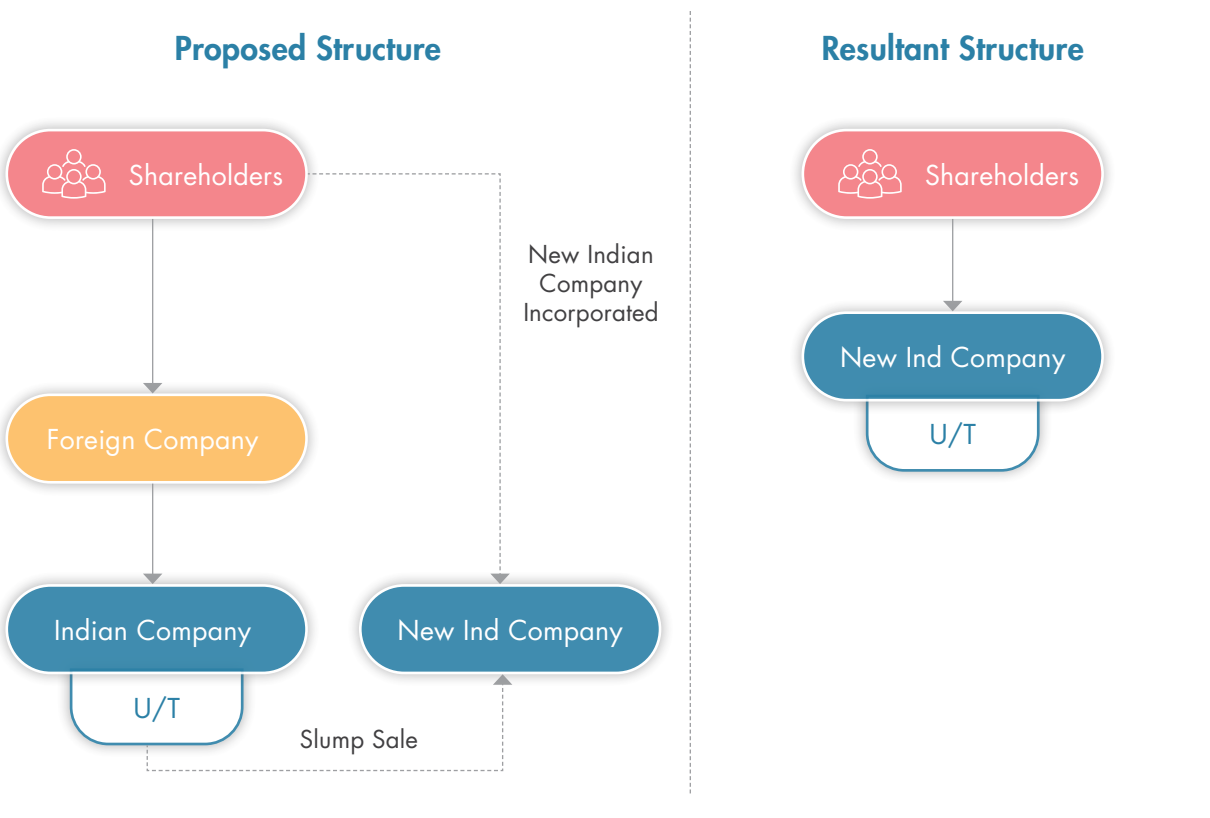 Proposed Structure
Shareholders
New Indian
Company
Incorporated
Foreign Company
Indian Company
New Ind Company
U/T
Slump Sale
Resultant Structure
Shareholders
New Ind Company
U/T